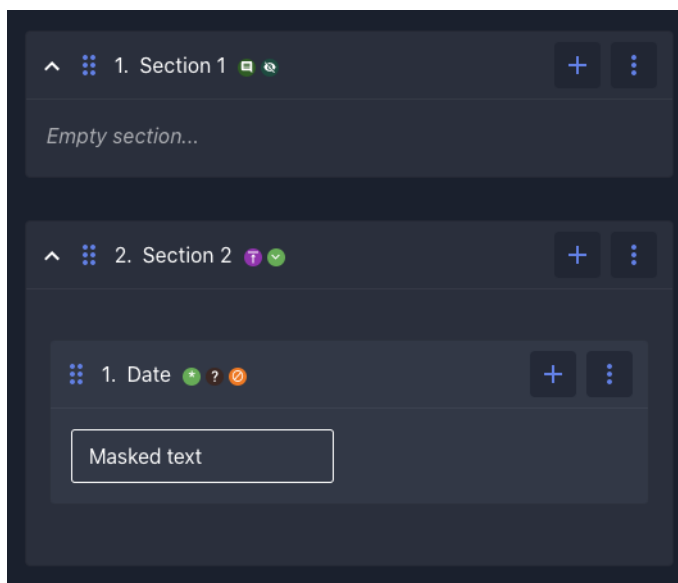 1. Section 1
Empty section...
2. Section 2
1. Date ?
Masked text